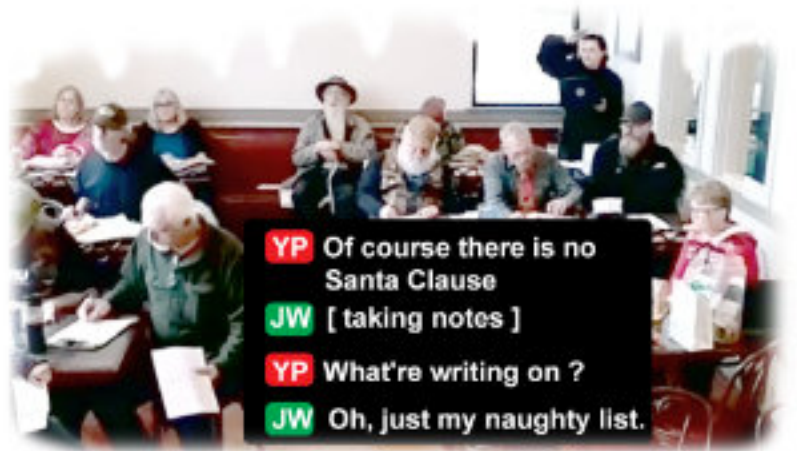 YP Of course there is no
Santa Clause
JW [ taking notes ]
YP What're writing on ?
JW Oh, just my naughty list.